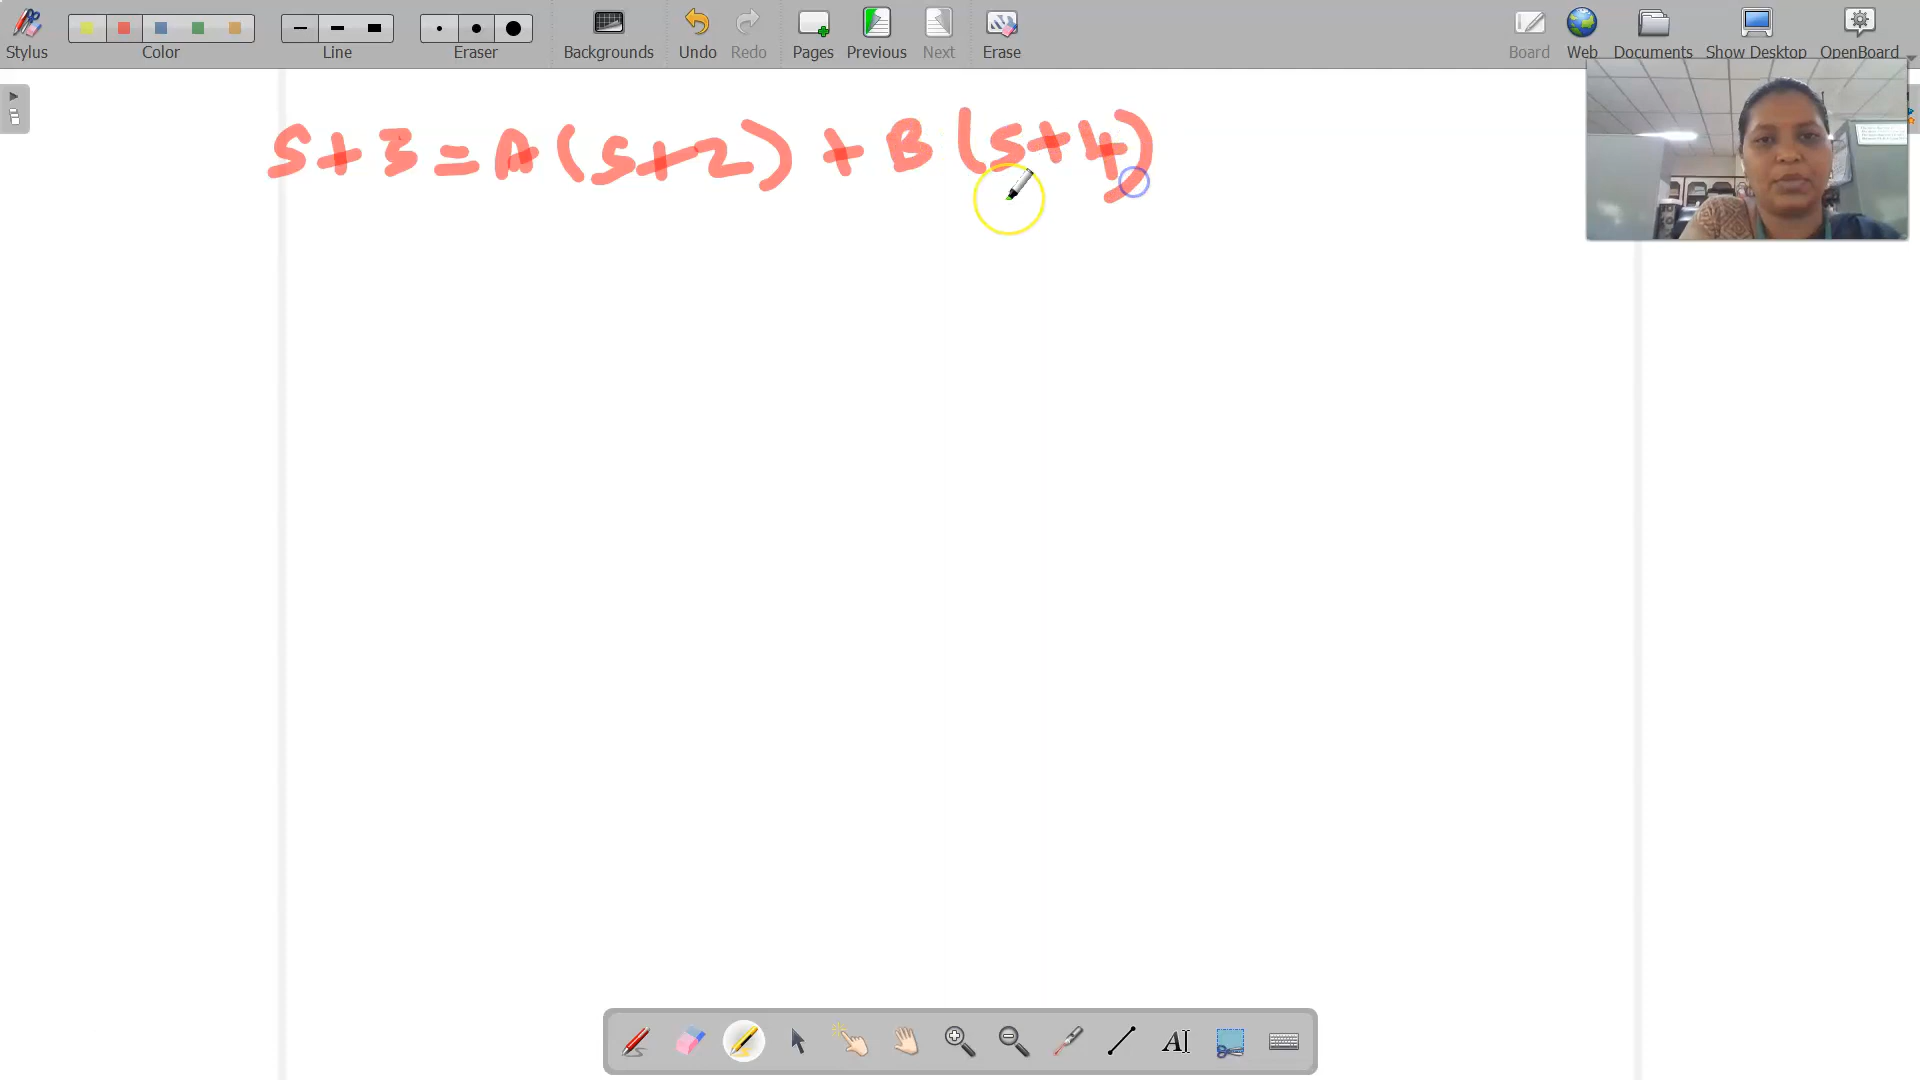 Stylus
Color
Line
Eraser
Backgrounds
Undo
Redo
Pages
Previous
Next
Erase
Board
Web
Documents
Show Desktop
OpenBoard
S+3 = A(S+2) + B(S+4)